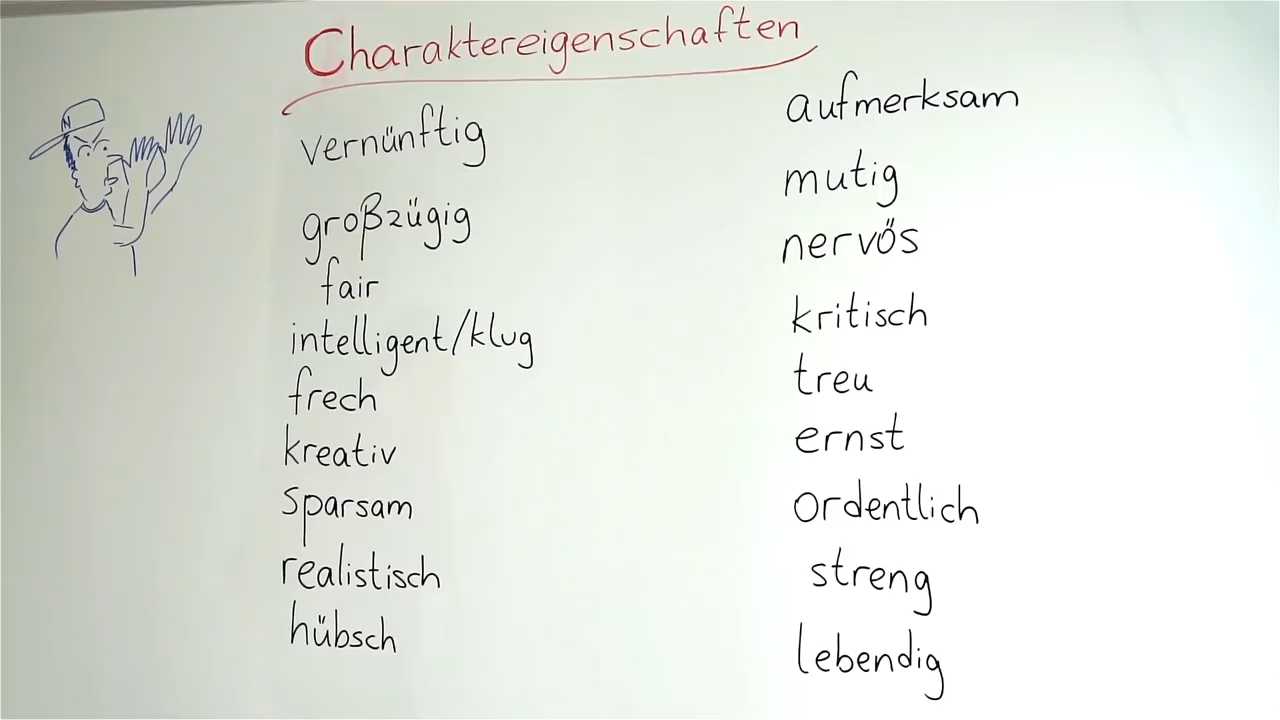 Charaktereigenschaften
N
vernünftig
großzügig
fair
intelligent/klug
frech
kreativ
sparsam
realistisch
hübsch
aufmerksam
mutig
nervös
kritisch
treu
ernst
ordentlich
streng
lebendig